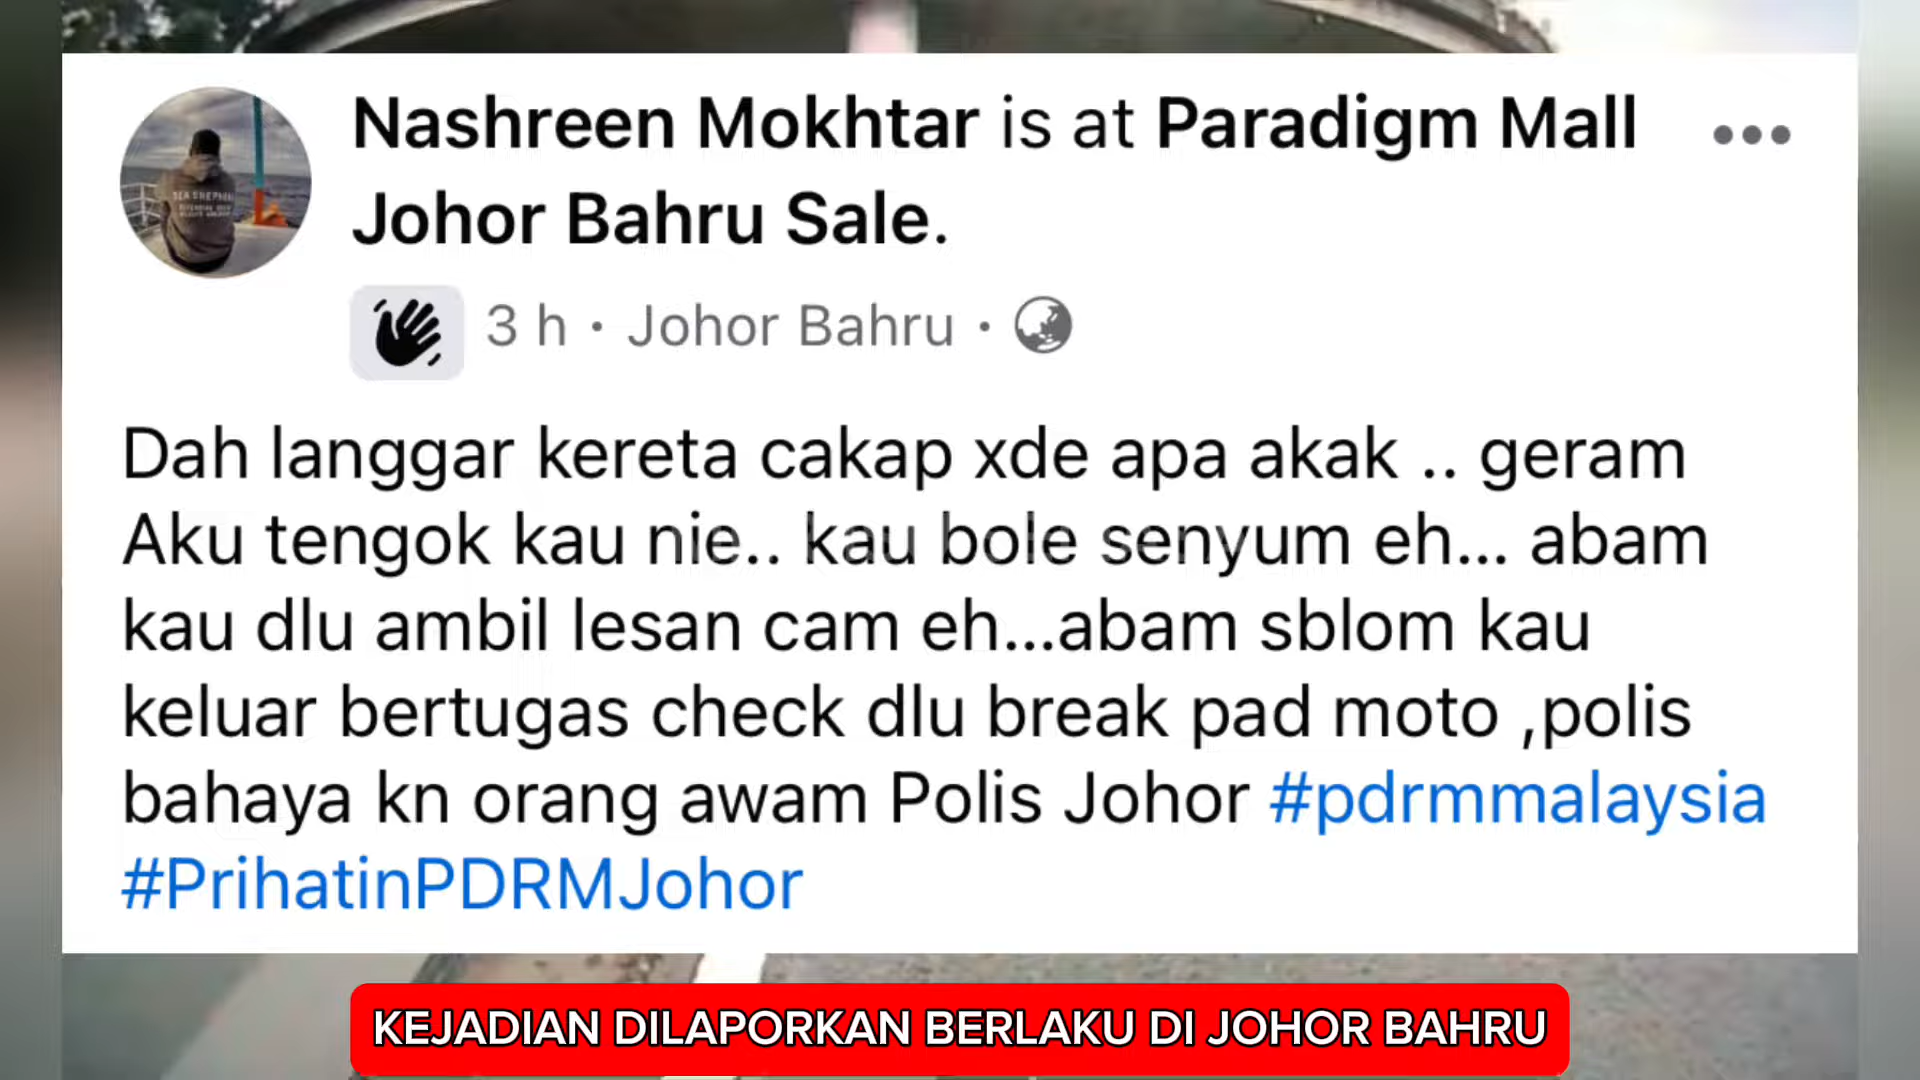 Nashreen Mokhtar is at Paradigm Mall
Johor Bahru Sale.
3 h · Johor Bahru ·
Dah langgar kereta cakap xde apa akak .. geram
Aku tengok kau nie.. kau bole senyum eh... abam
kau dlu ambil lesan cam eh...abam sblom kau
keluar bertugas check dlu break pad moto ,polis
bahaya kn orang awam Polis Johor #pdrmmalaysia
#PrihatinPDRMJohor
KEJADIAN DILAPORKAN BERLAKU DI JOHOR BAHRU